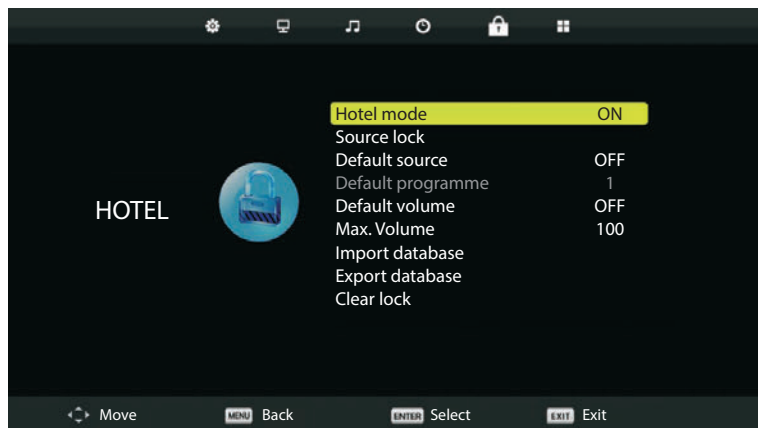 Hotel mode ON
Source lock
Default source OFF
Default programme 1
HOTEL
Default volume OFF
Max. Volume 100
Import database
Export database
Clear lock
Move MENU Back ENTER Select EXIT Exit